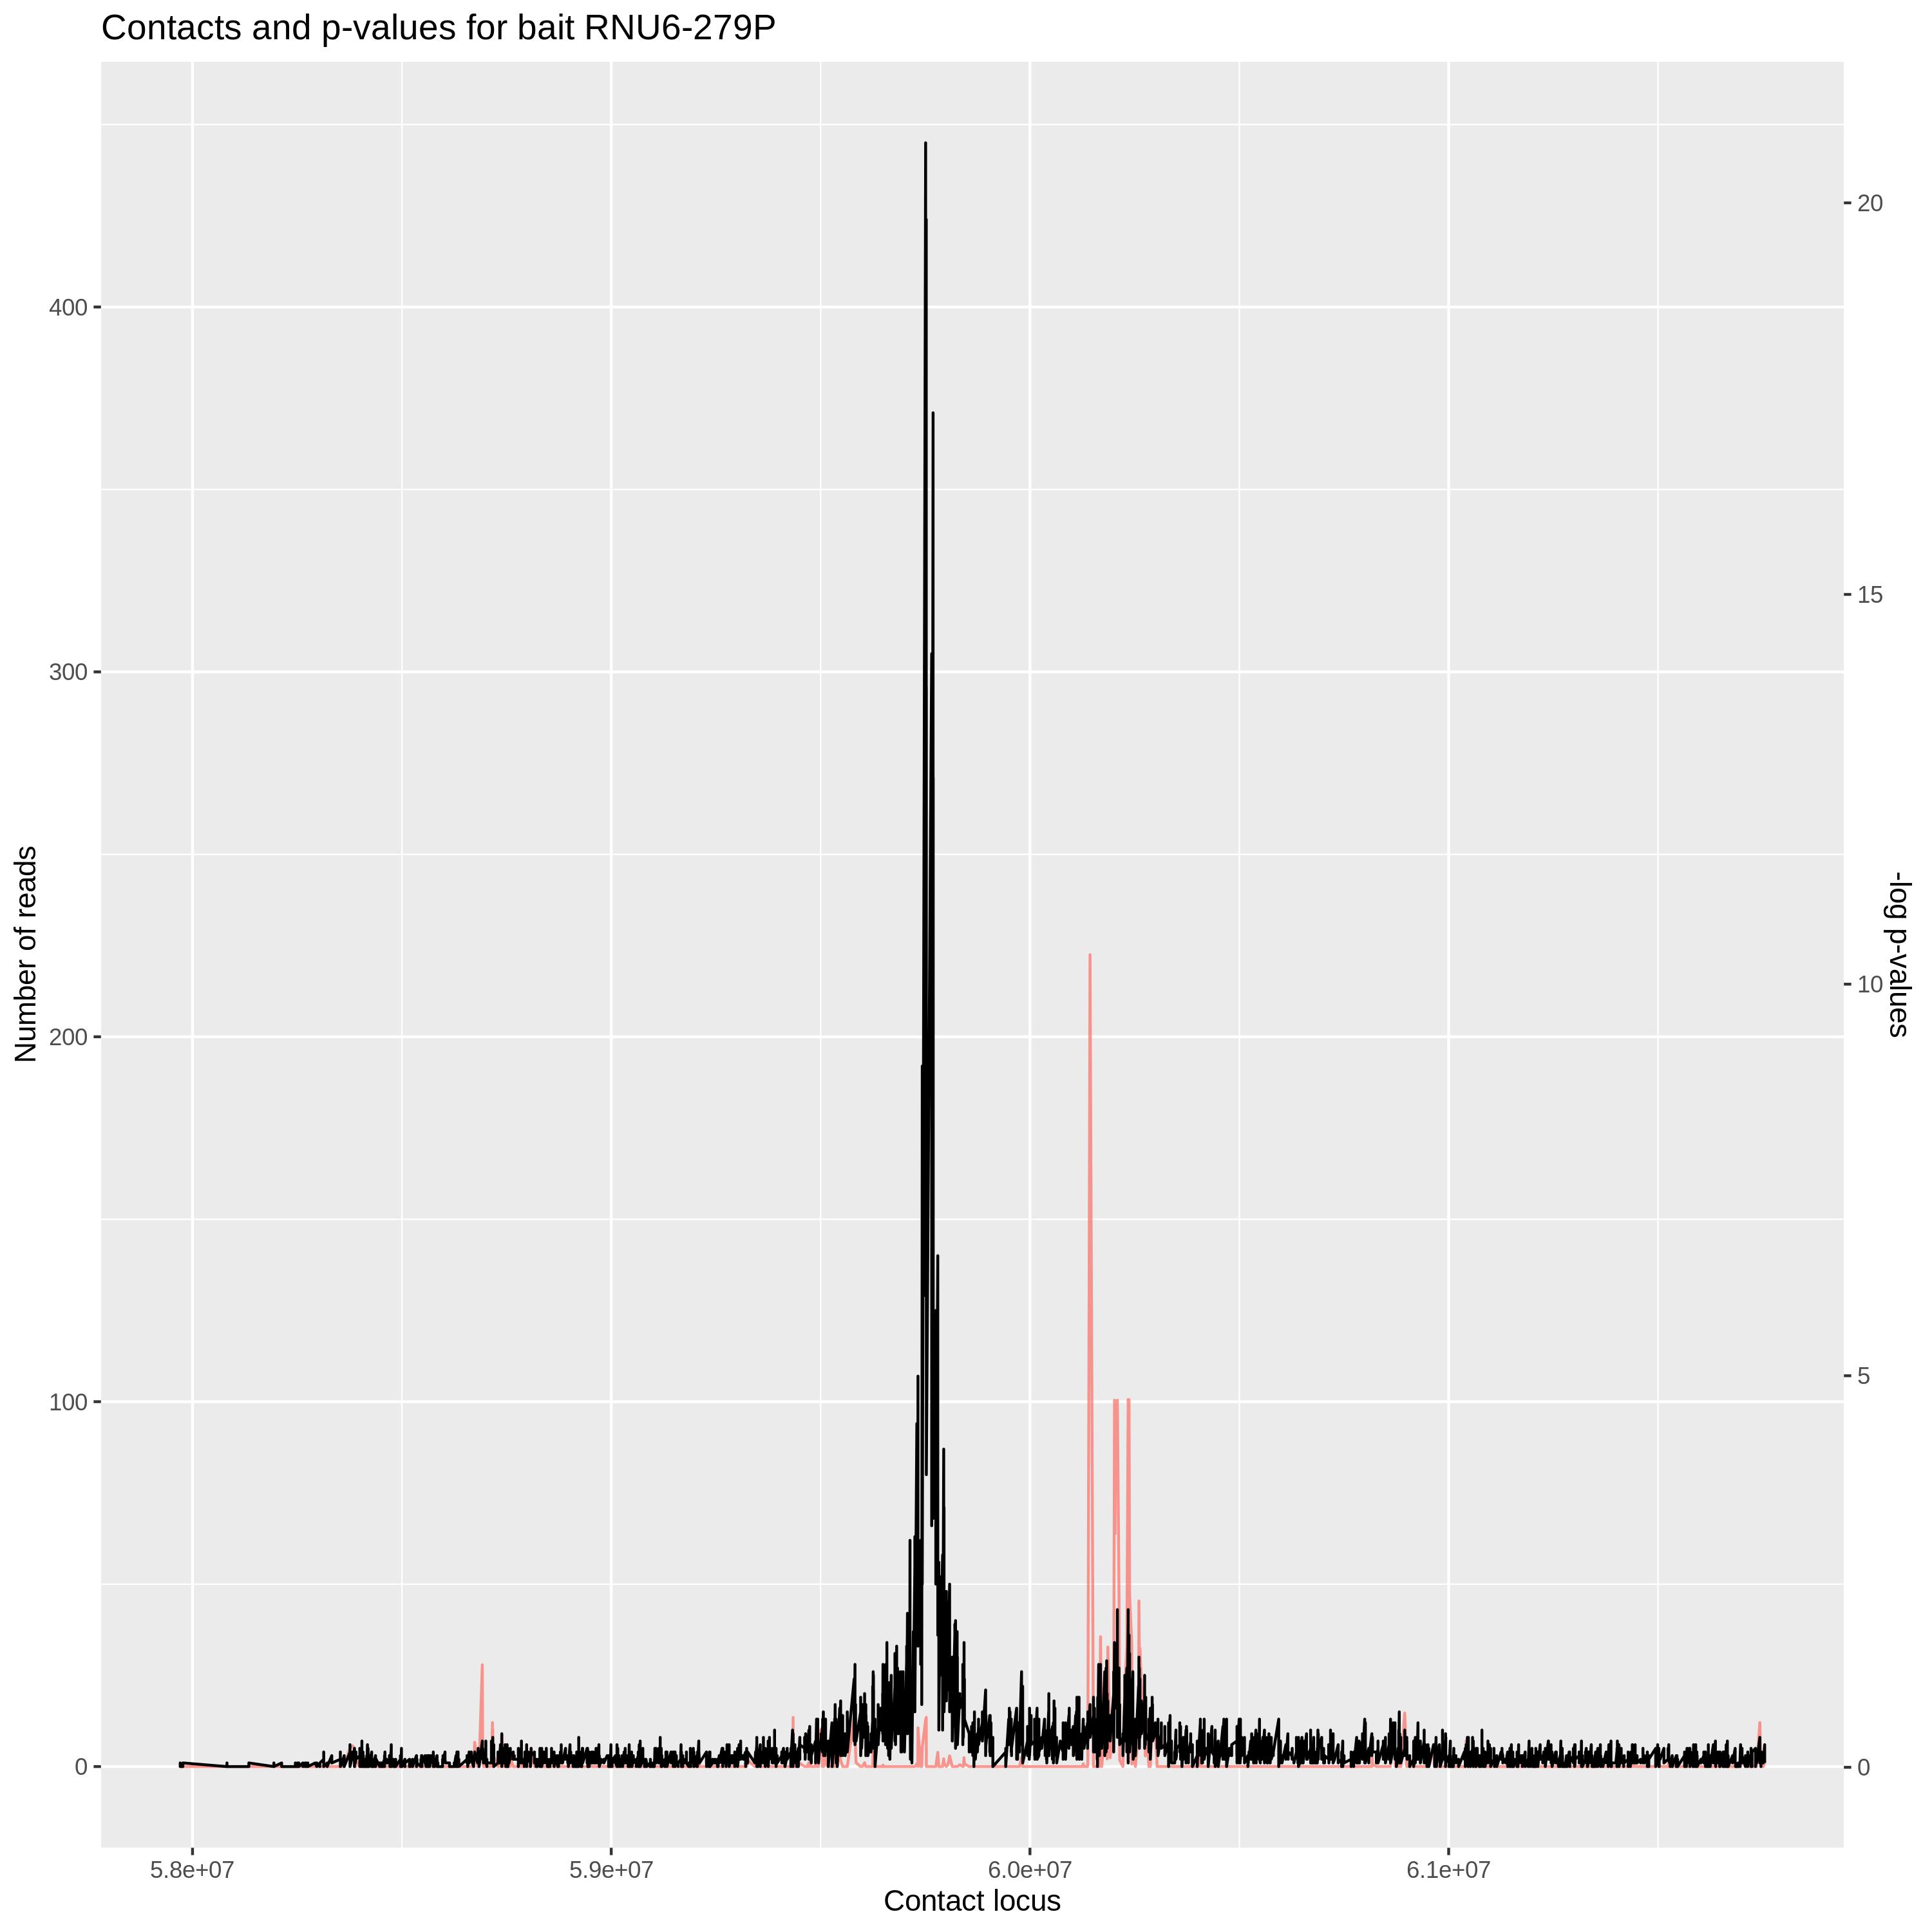 Contacts and p-values for bait RNU6-279P
400
300
200
100
0
Number of reads
20
15
10
5
0
-log p-values
5.8e+07
5.9e+07
6.0e+07
6.1e+07
Contact locus